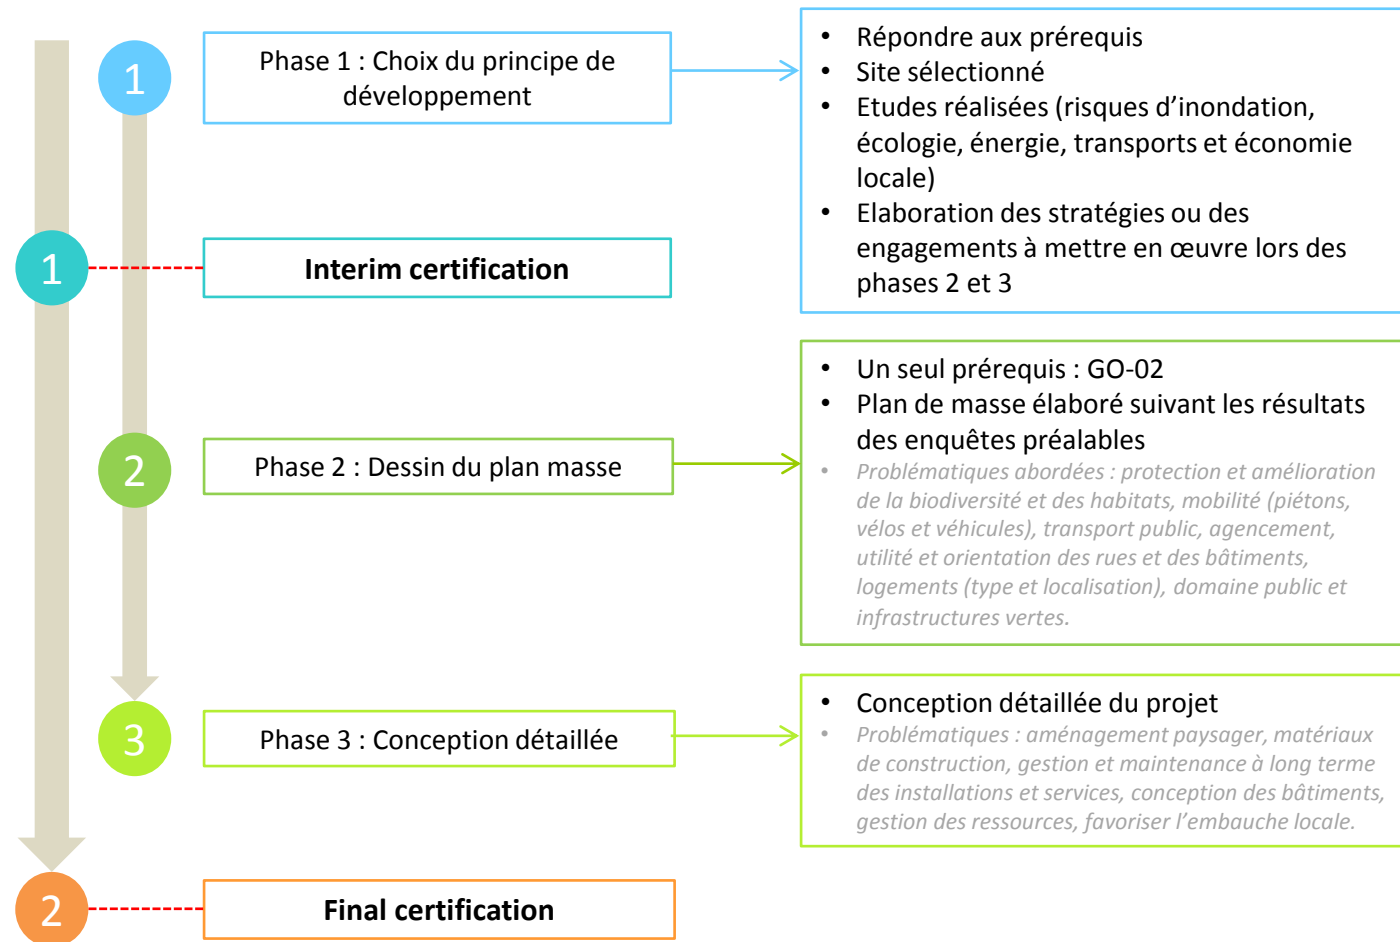 1
Phase 1 : Choix du principe de
développement
• Répondre aux prérequis
• Site sélectionné
• Etudes réalisées (risques d’inondation,
écologie, énergie, transports et économie
locale)
• Elaboration des stratégies ou des
engagements à mettre en œuvre lors des
phases 2 et 3
1
Interim certification
2
Phase 2 : Dessin du plan masse
• Un seul prérequis : GO-02
• Plan de masse élaboré suivant les résultats
des enquêtes préalables
• Problématiques abordées : protection et amélioration
de la biodiversité et des habitats, mobilité (piétons,
vélos et véhicules), transport public, agencement,
utilité et orientation des rues et des bâtiments,
logements (type et localisation), domaine public et
infrastructures vertes.
3
Phase 3 : Conception détaillée
• Conception détaillée du projet
• Problématiques : aménagement paysager, matériaux
de construction, gestion et maintenance à long terme
des installations et services, conception des bâtiments,
gestion des ressources, favoriser l’embauche locale.
2
Final certification